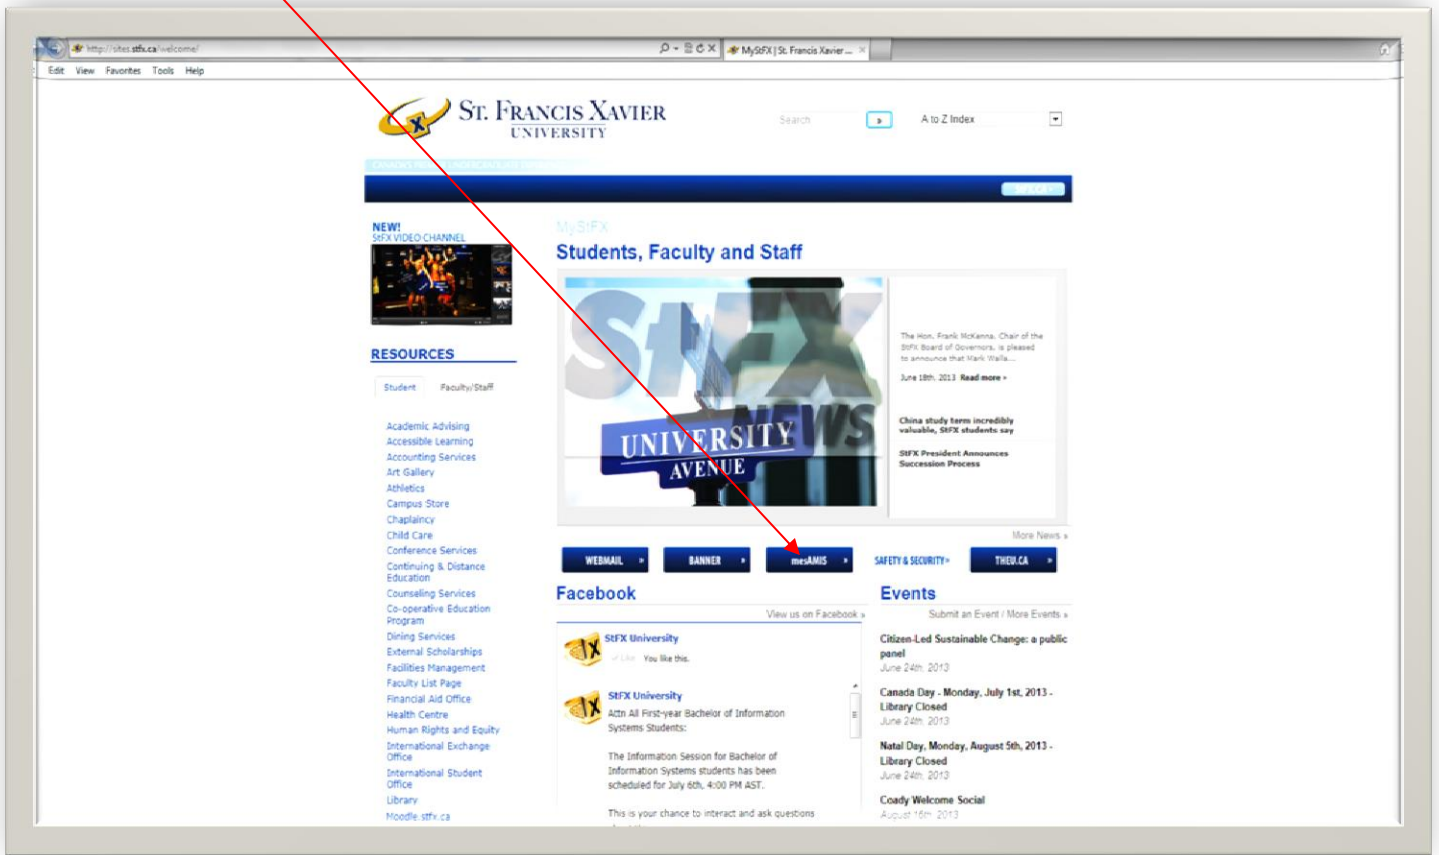 http://sites.stfx.ca/welcome/
MyStFX | St. Francis Xavier ...
Edit View Favorites Tools Help
ST. FRANCIS XAVIER
UNIVERSITY
Search
»
A to Z Index
STFX.CA »
NEW!
StFX VIDEO CHANNEL
MyStFX
Students, Faculty and Staff
StFX
NEWS
UNIVERSITY
AVENUE
The Hon. Frank McKenna, Chair of the
StFX Board of Governors, is pleased
to announce that Mark Walla...
June 18th, 2013 Read more »
China study term incredibly
valuable, StFX students say
StFX President Announces
Succession Process
More News »
WEBMAIL »
BANNER »
mesAMIS »
SAFETY & SECURITY »
THEU.CA »
RESOURCES
Student Faculty/Staff
Academic Advising
Accessible Learning
Accounting Services
Art Gallery
Athletics
Campus Store
Chaplaincy
Child Care
Conference Services
Continuing & Distance
Education
Counseling Services
Co-operative Education
Program
Dining Services
External Scholarships
Facilities Management
Faculty List Page
Financial Aid Office
Health Centre
Human Rights and Equity
International Exchange
Office
International Student
Office
Library
Moodle.stfx.ca
Facebook
View us on Facebook »
StFX University
Like You like this.
StFX University
Actn All First-year Bachelor of Information
Systems Students:
The Information Session for Bachelor of
Information Systems students has been
scheduled for July 6th, 4:00 PM AST.
This is your chance to interact and ask questions
Events
Submit an Event / More Events »
Citizen-Led Sustainable Change: a public
panel
June 24th, 2013
Canada Day - Monday, July 1st, 2013 -
Library Closed
June 24th, 2013
Natal Day, Monday, August 5th, 2013 -
Library Closed
June 24th, 2013
Coady Welcome Social
August 16th, 2013